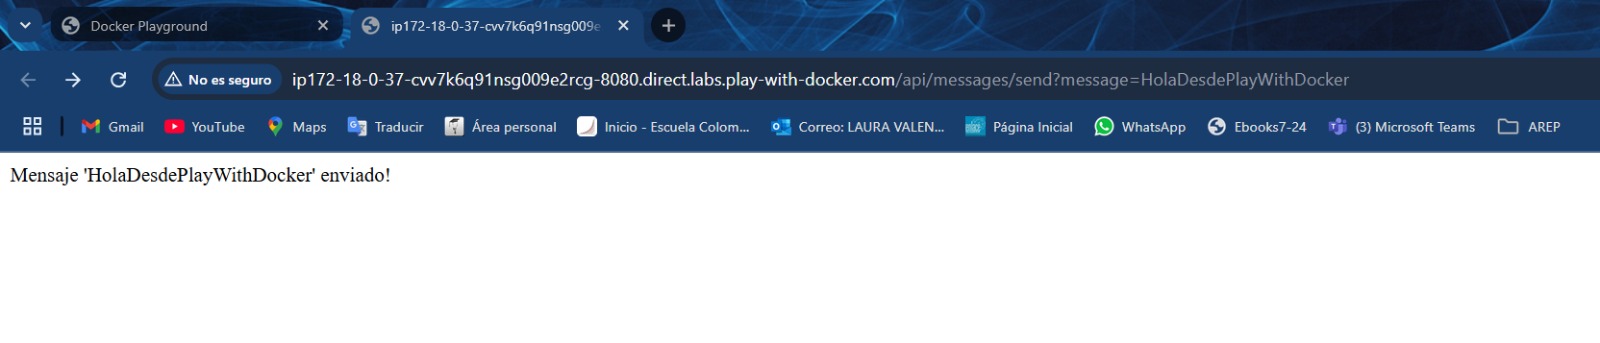 Docker Playground
ip172-18-0-37-cvv7k6q91nsg009e
No es seguro
ip172-18-0-37-cvv7k6q91nsg009e2rcg-8080.direct.labs.play-with-docker.com/api/messages/send?message=HolaDesdePlayWithDocker
Gmail YouTube Maps Traducir Área personal Inicio - Escuela Colom... Correo: LAURA VALEN... Página Inicial WhatsApp Ebooks7-24 (3) Microsoft Teams AREP
Mensaje 'HolaDesdePlayWithDocker' enviado!